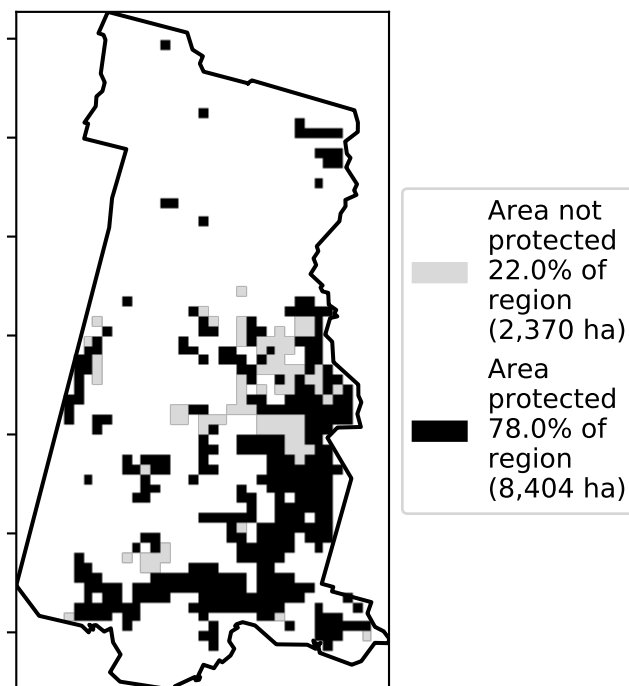 Area not
protected
22.0% of
region
(2,370 ha)
Area
protected
78.0% of
region
(8,404 ha)